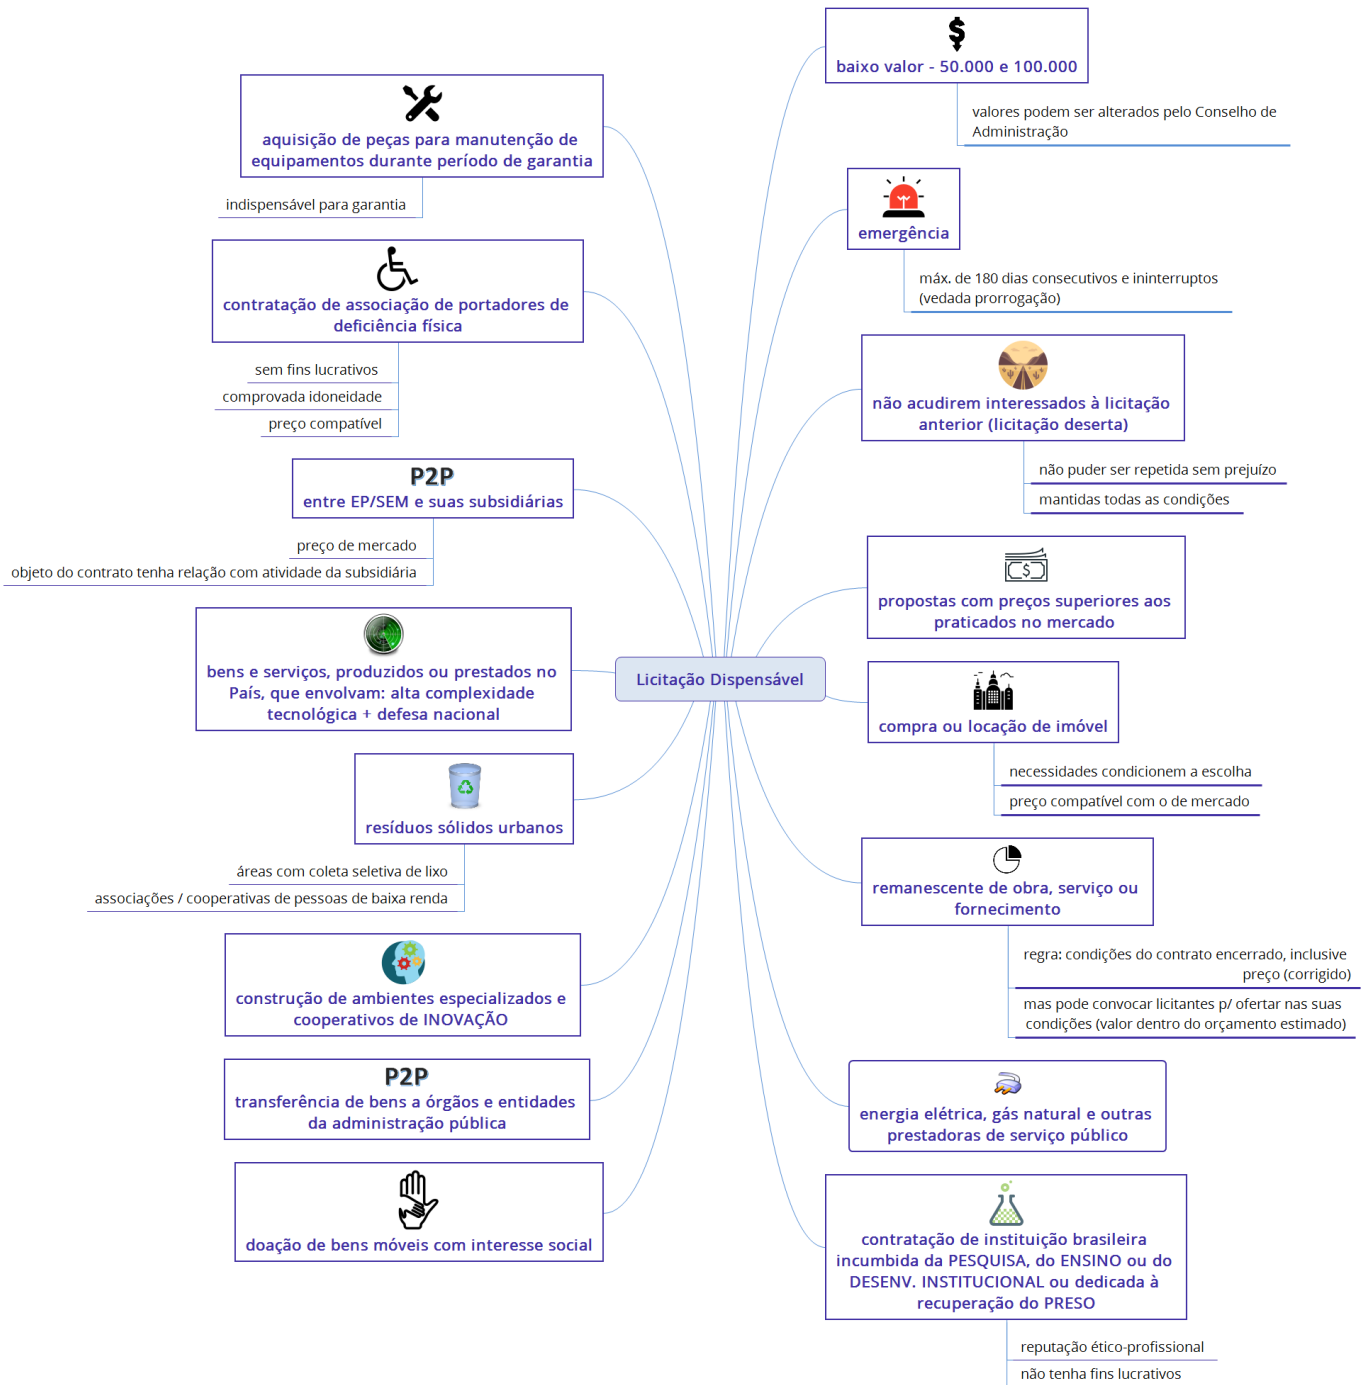 Licitação Dispensável
baixo valor - 50.000 e 100.000
valores podem ser alterados pelo Conselho de
Administração
emergência
máx. de 180 dias consecutivos e ininterruptos
(vedada prorrogação)
não acudirem interessados à licitação
anterior (licitação deserta)
não puder ser repetida sem prejuízo
mantidas todas as condições
propostas com preços superiores aos
praticados no mercado
compra ou locação de imóvel
necessidades condicionem a escolha
preço compatível com o de mercado
remanescente de obra, serviço ou
fornecimento
regra: condições do contrato encerrado, inclusive
preço (corrigido)
mas pode convocar licitantes p/ ofertar nas suas
condições (valor dentro do orçamento estimado)
energia elétrica, gás natural e outras
prestadoras de serviço público
contratação de instituição brasileira
incumbida da PESQUISA, do ENSINO ou do
DESENV. INSTITUCIONAL ou dedicada à
recuperação do PRESO
reputação ético-profissional
não tenha fins lucrativos
aquisição de peças para manutenção de
equipamentos durante período de garantia
indispensável para garantia
contratação de associação de portadores de
deficiência física
sem fins lucrativos
comprovada idoneidade
preço compatível
P2P
entre EP/SEM e suas subsidiárias
preço de mercado
objeto do contrato tenha relação com atividade da subsidiária
bens e serviços, produzidos ou prestados no
País, que envolvam: alta complexidade
tecnológica + defesa nacional
resíduos sólidos urbanos
áreas com coleta seletiva de lixo
associações / cooperativas de pessoas de baixa renda
construção de ambientes especializados e
cooperativos de INOVAÇÃO
P2P
transferência de bens a órgãos e entidades
da administração pública
doação de bens móveis com interesse social